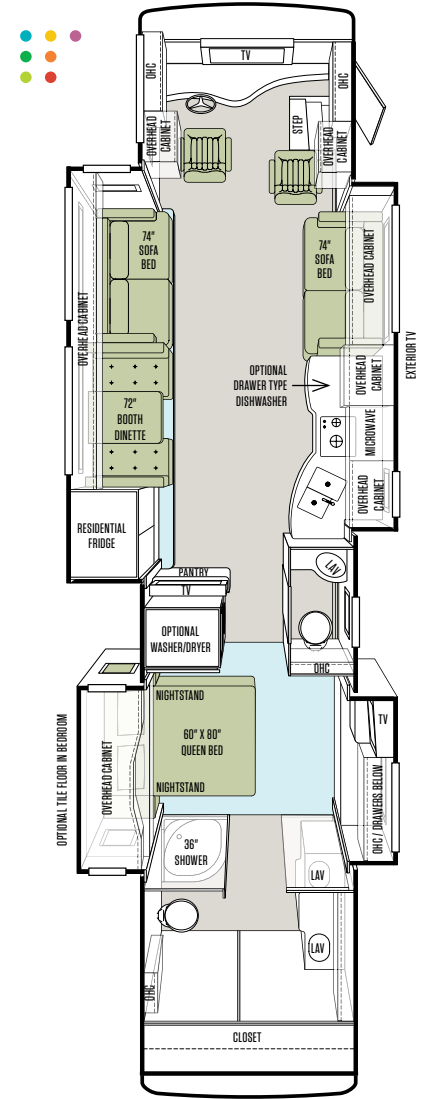 TV
OHC
OHC
OVERHEAD
CABINET
STEP
OVERHEAD
CABINET
74"
SOFA
BED
74"
SOFA
BED
OVERHEAD CABINET
OVERHEAD CABINET
EXTERIOR TV
OPTIONAL
DRAWER TYPE
DISHWASHER
OVERHEAD
CABINET
72"
BOOTH
DINETTE
MICROWAVE
OVERHEAD
CABINET
RESIDENTIAL
FRIDGE
PANTRY
TV
LAV
OPTIONAL
WASHER/DRYER
OHC
OPTIONAL TILE FLOOR IN BEDROOM
OVERHEAD CABINET
NIGHTSTAND
60" X 80"
QUEEN BED
NIGHTSTAND
TV
OHC / DRAWERS BELOW
36"
SHOWER
LAV
LAV
OHC
CLOSET